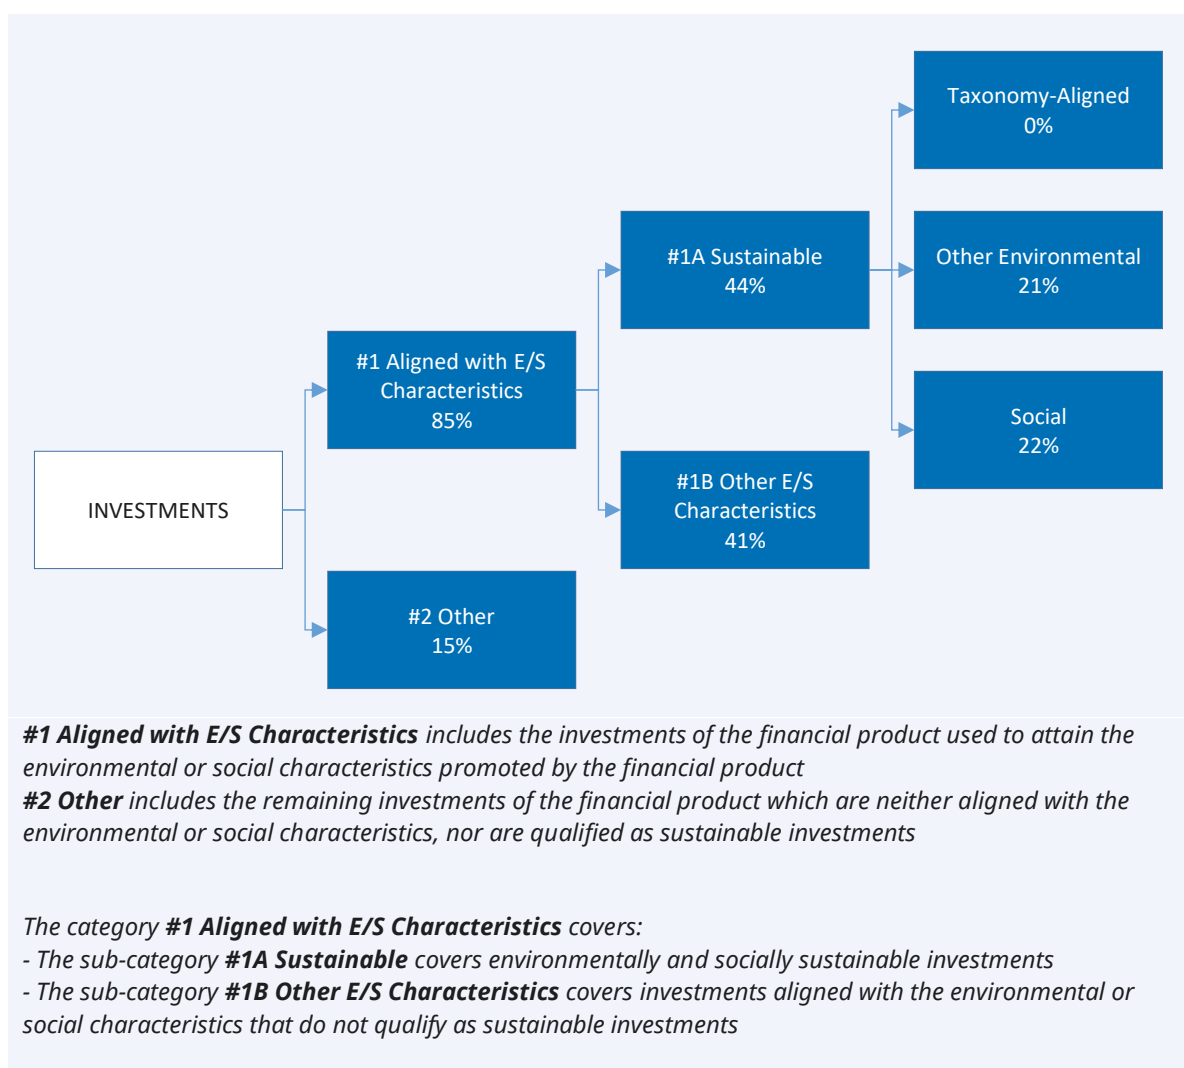 Taxonomy-Aligned
0%
#1A Sustainable
44%
Other Environmental
21%
#1 Aligned with E/S
Characteristics
85%
Social
22%
INVESTMENTS
#1B Other E/S
Characteristics
41%
#2 Other
15%
#1 Aligned with E/S Characteristics includes the investments of the financial product used to attain the
environmental or social characteristics promoted by the financial product
#2 Other includes the remaining investments of the financial product which are neither aligned with the
environmental or social characteristics, nor are qualified as sustainable investments
The category #1 Aligned with E/S Characteristics covers:
- The sub-category #1A Sustainable covers environmentally and socially sustainable investments
- The sub-category #1B Other E/S Characteristics covers investments aligned with the environmental or
social characteristics that do not qualify as sustainable investments